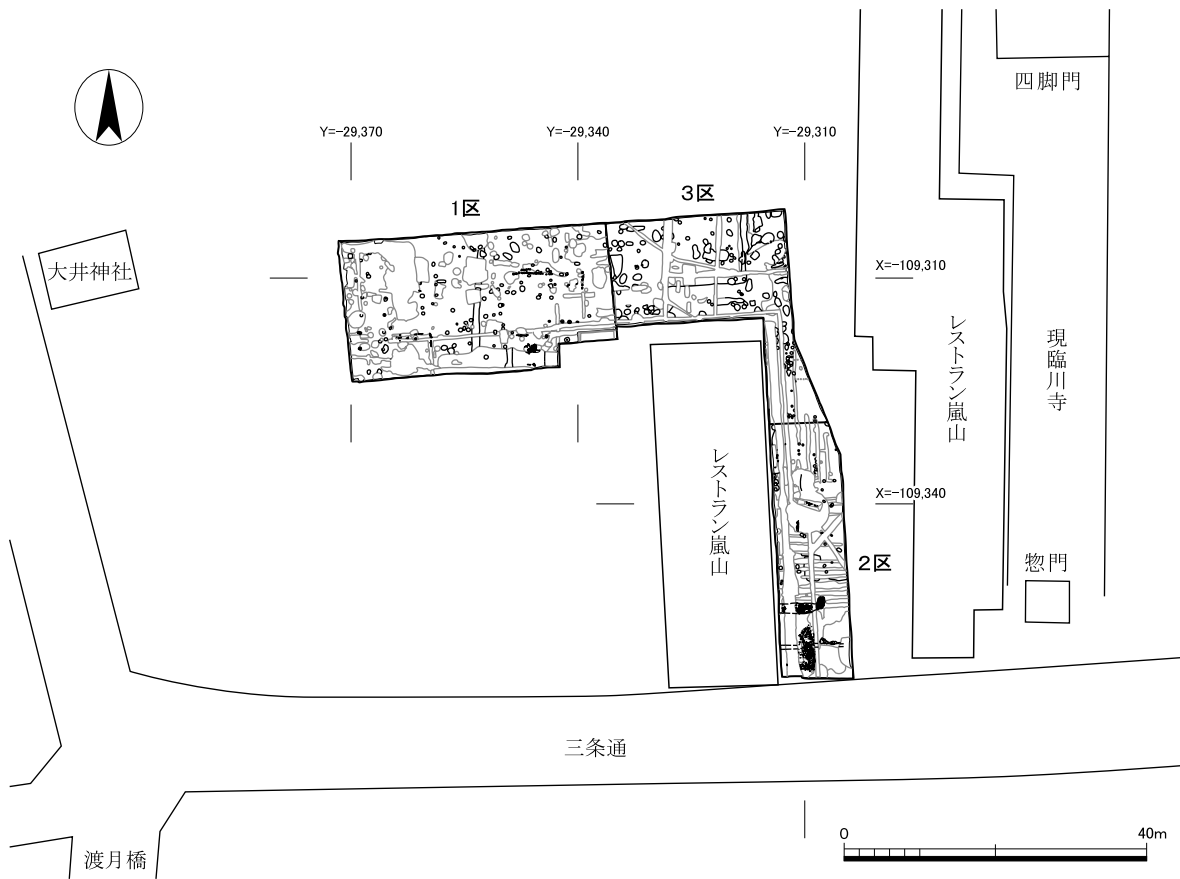 四脚門
Y=-29,370
Y=-29,340
Y=-29,310
1区
3区
大井神社
X=-109,310
レストラン嵐山
現臨川寺
レストラン嵐山
X=-109,340
2区
惣門
三条通
0
40m
渡月橋